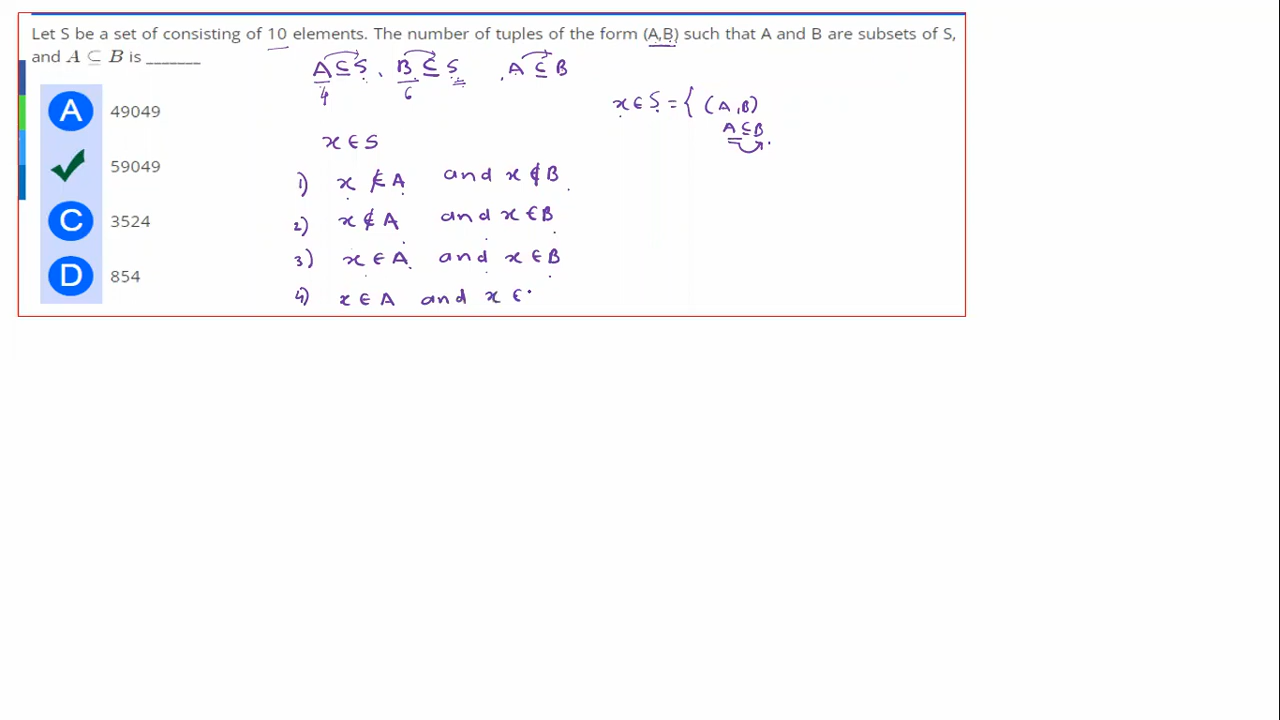 Let S be a set of consisting of 10 elements. The number of tuples of the form (A,B) such that A and B are subsets of S,
and A ⊆ B is _______
A ⊆ S, B ⊆ S, A ⊆ B
4 6
x ∈ S = { (A,B)
A ⊆ B
A 49049
59049
C 3524
D 854
x ∈ S
1) x ∉ A and x ∉ B
2) x ∉ A and x ∈ B
3) x ∈ A and x ∈ B
4) x ∈ A and x ∈